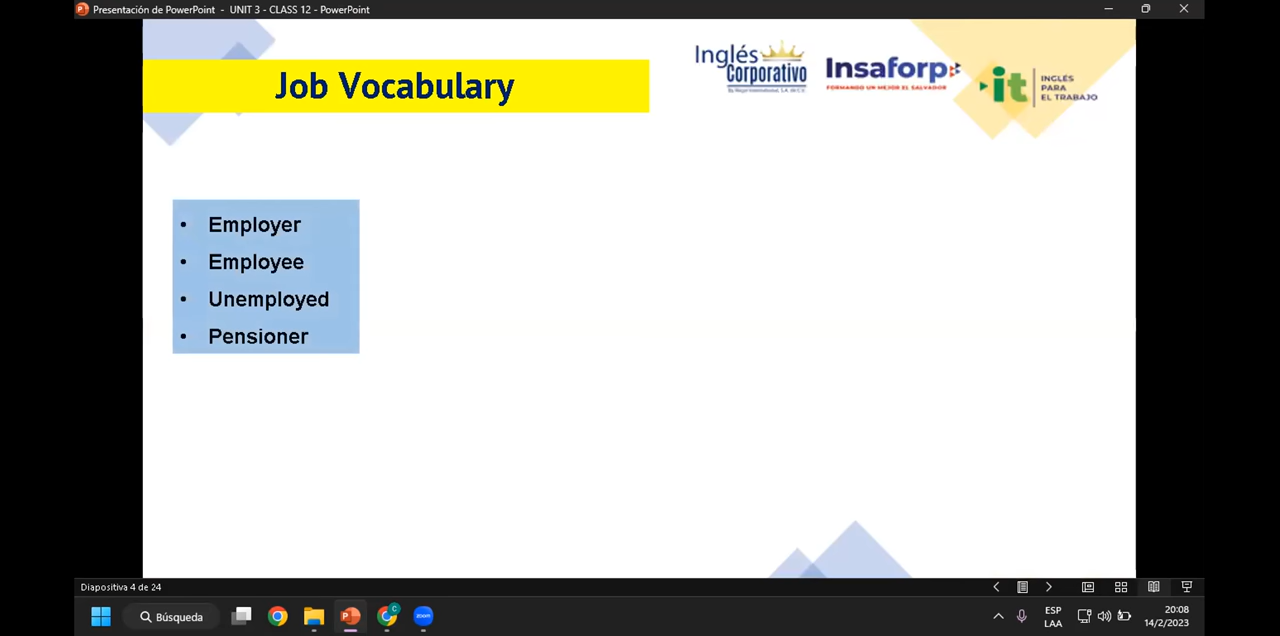 Presentación de PowerPoint - UNIT 3 - CLASS 12 - PowerPoint
Job Vocabulary
Inglés
Corporativo
Insaforp
FORMANDO UN MEJOR EL SALVADOR
it
INGLÉS
PARA
EL TRABAJO
• Employer
• Employee
• Unemployed
• Pensioner
Diapositiva 4 de 24
Búsqueda
C
zoom
ESP
LAA
20:08
14/2/2023